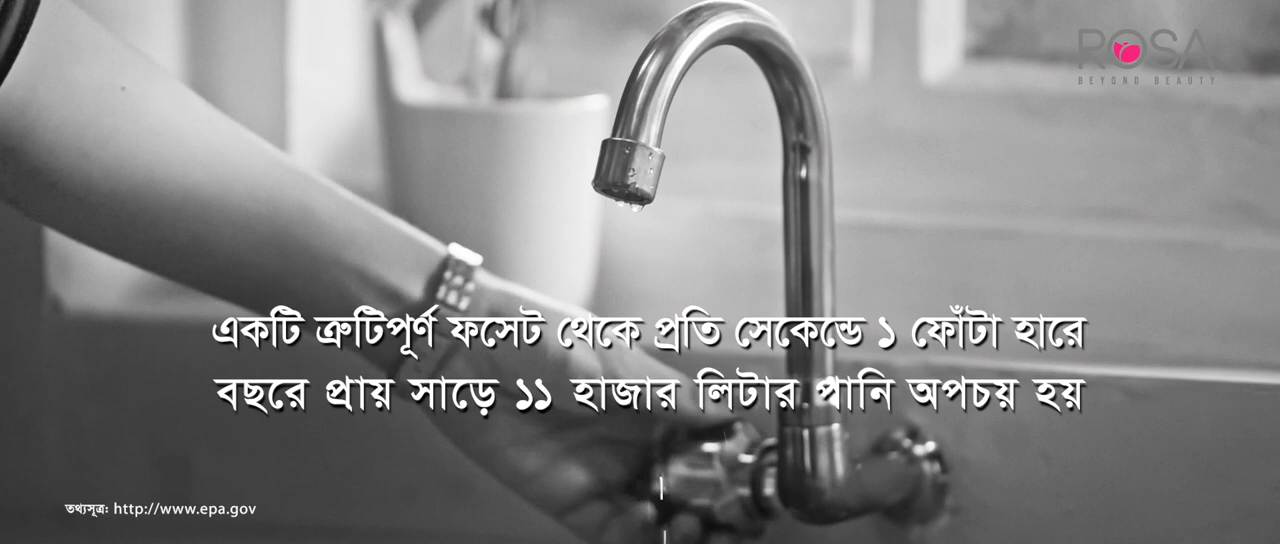 ROSA
BEYOND BEAUTY
একটি ত্রুটিপূর্ণ ফসেট থেকে প্রতি সেকেন্ডে ১ ফোঁটা হারে
বছরে প্রায় সাড়ে ১১ হাজার লিটার পানি অপচয় হয়
তথ্যসূত্র: http://www.epa.gov